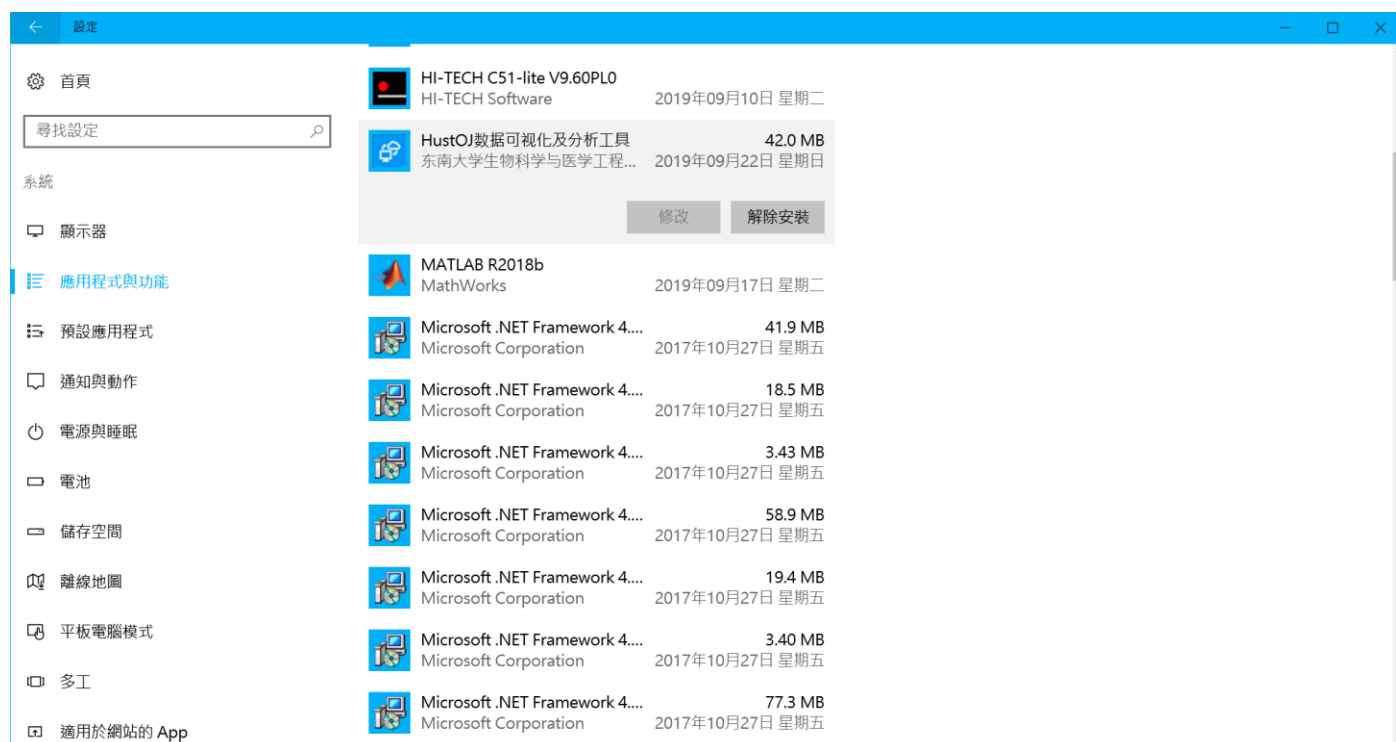 設定
首頁
尋找設定
系統
顯示器
應用程式與功能
預設應用程式
通知與動作
電源與睡眠
電池
儲存空間
離線地圖
平板電腦模式
多工
適用於網站的 App
HI-TECH C51-lite V9.60PL0
HI-TECH Software 2019年09月10日 星期二
HustOJ数据可视化及分析工具 42.0 MB
东南大学生物科学与医学工程... 2019年09月22日 星期日
修改 解除安裝
MATLAB R2018b
MathWorks 2019年09月17日 星期二
Microsoft .NET Framework 4.... 41.9 MB
Microsoft Corporation 2017年10月27日 星期五
Microsoft .NET Framework 4.... 18.5 MB
Microsoft Corporation 2017年10月27日 星期五
Microsoft .NET Framework 4.... 3.43 MB
Microsoft Corporation 2017年10月27日 星期五
Microsoft .NET Framework 4.... 58.9 MB
Microsoft Corporation 2017年10月27日 星期五
Microsoft .NET Framework 4.... 19.4 MB
Microsoft Corporation 2017年10月27日 星期五
Microsoft .NET Framework 4.... 3.40 MB
Microsoft Corporation 2017年10月27日 星期五
Microsoft .NET Framework 4.... 77.3 MB
Microsoft Corporation 2017年10月27日 星期五